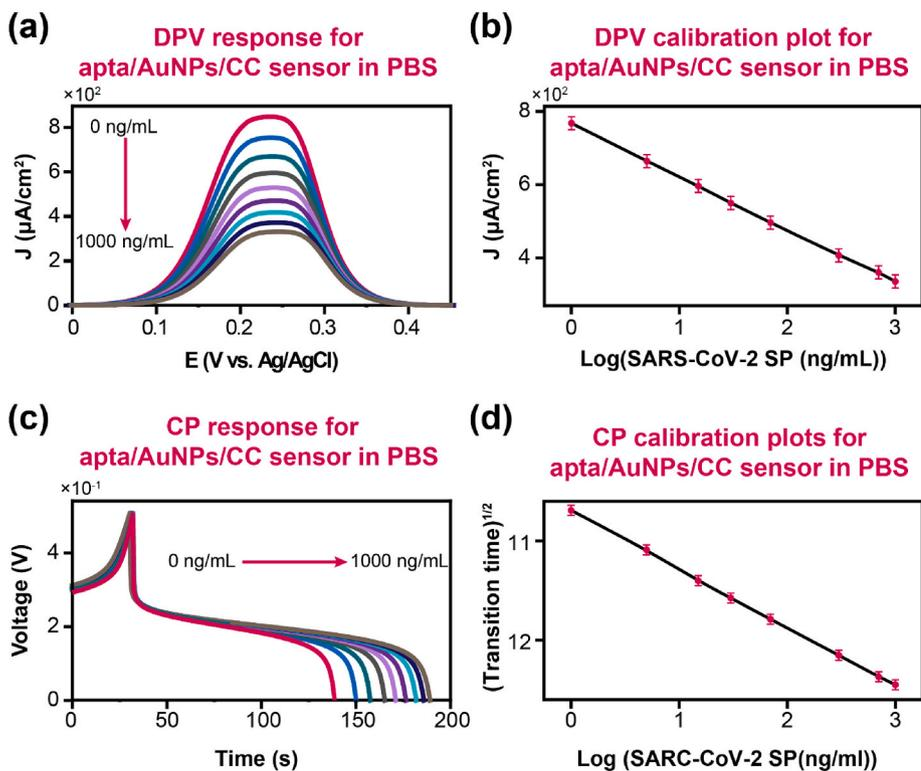 (a)
DPV response for
apta/AuNPs/CC sensor in PBS
×10²
8
6
4
2
0
J (µA/cm²)
0 ng/mL
1000 ng/mL
0 0.1 0.2 0.3 0.4
E (V vs. Ag/AgCl)
(b)
DPV calibration plot for
apta/AuNPs/CC sensor in PBS
×10²
8
6
4
J (µA/cm²)
0 1 2 3
Log(SARS-CoV-2 SP (ng/mL))
(c)
CP response for
apta/AuNPs/CC sensor in PBS
×10⁻¹
4
2
0
Voltage (V)
0 ng/mL 1000 ng/mL
0 50 100 150 200
Time (s)
(d)
CP calibration plots for
apta/AuNPs/CC sensor in PBS
11
12
(Transition time)¹/²
0 1 2 3
Log (SARC-CoV-2 SP(ng/ml))